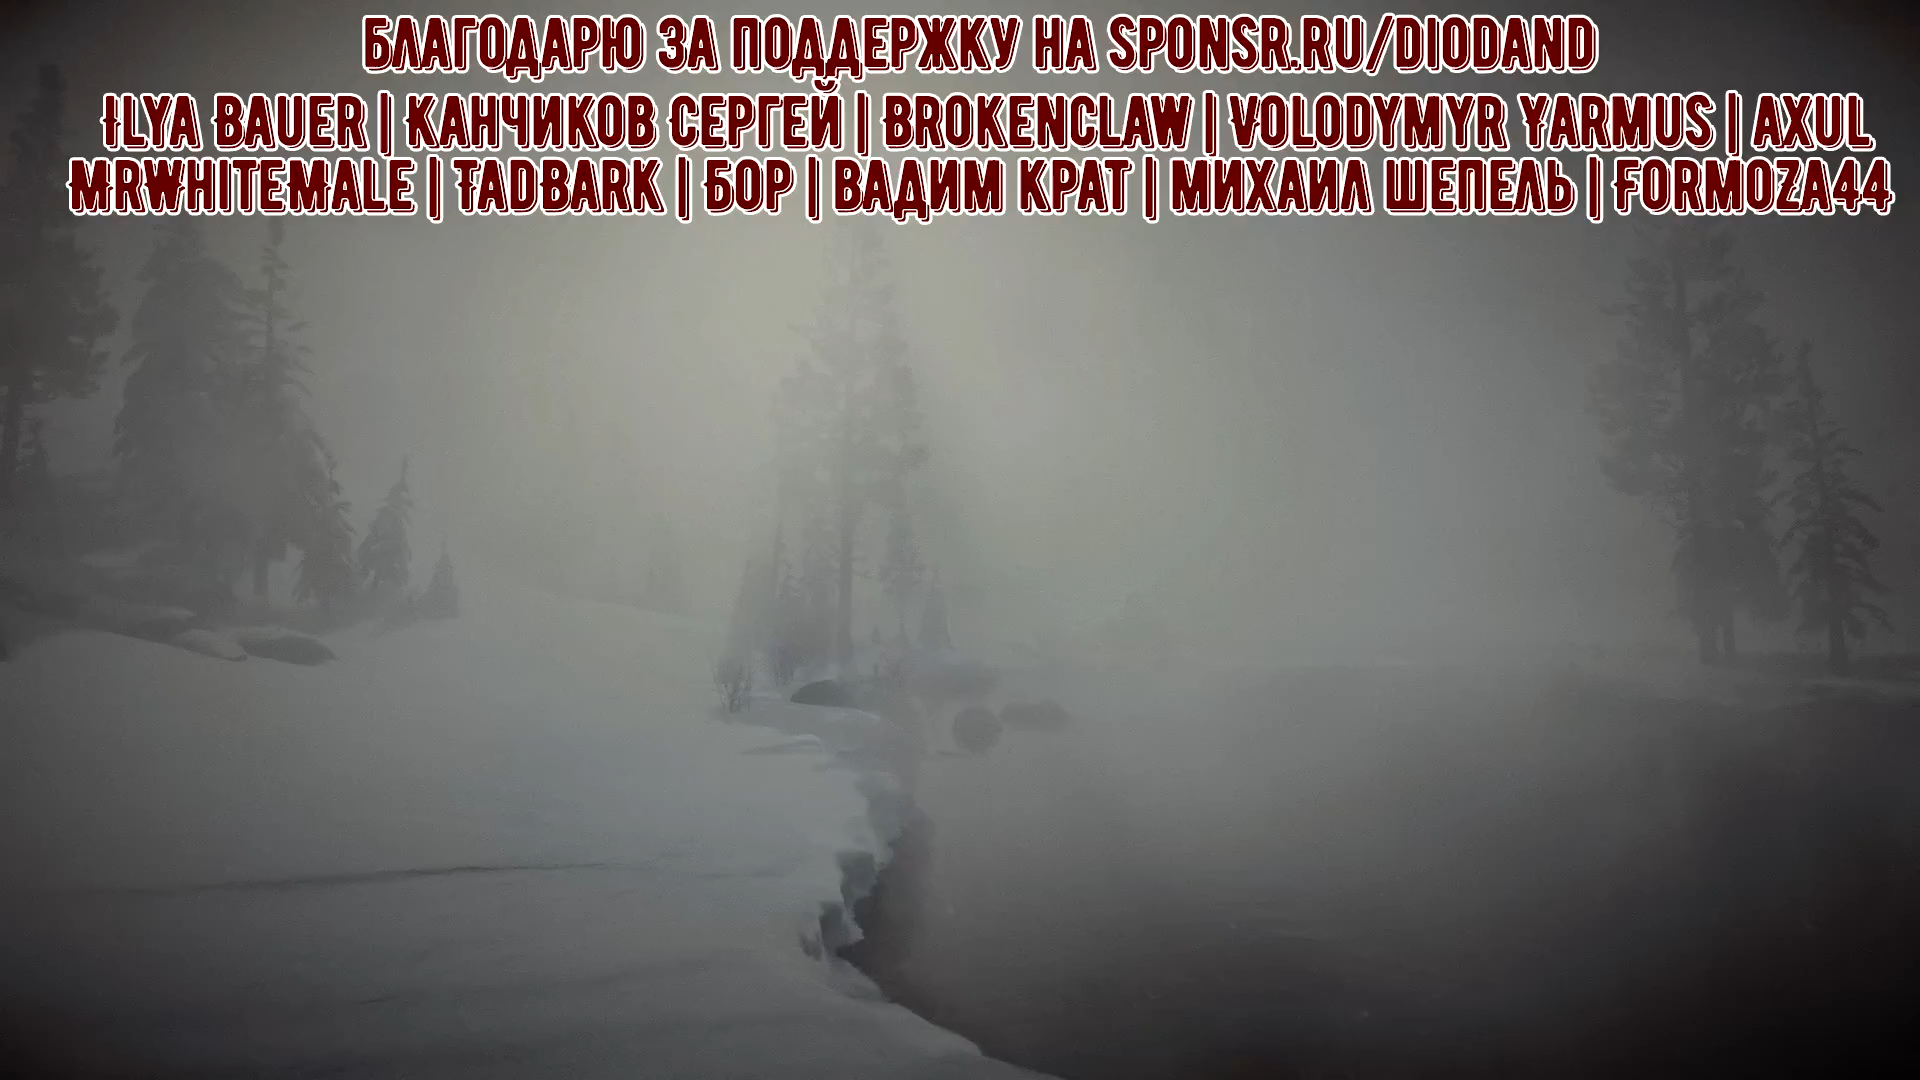 БЛАГОДАРЮ ЗА ПОДДЕРЖКУ НА SPONSR.RU/DIODAND
ILYA BAUER | КАНЧИКОВ СЕРГЕЙ | BROKENCLAW | VOLODYMYR YARMUS | AXUL
MRWHITEMALE | TADBARK | БОР | ВАДИМ КРАТ | МИХАИЛ ШЕПЕЛЬ | FORMOZA44